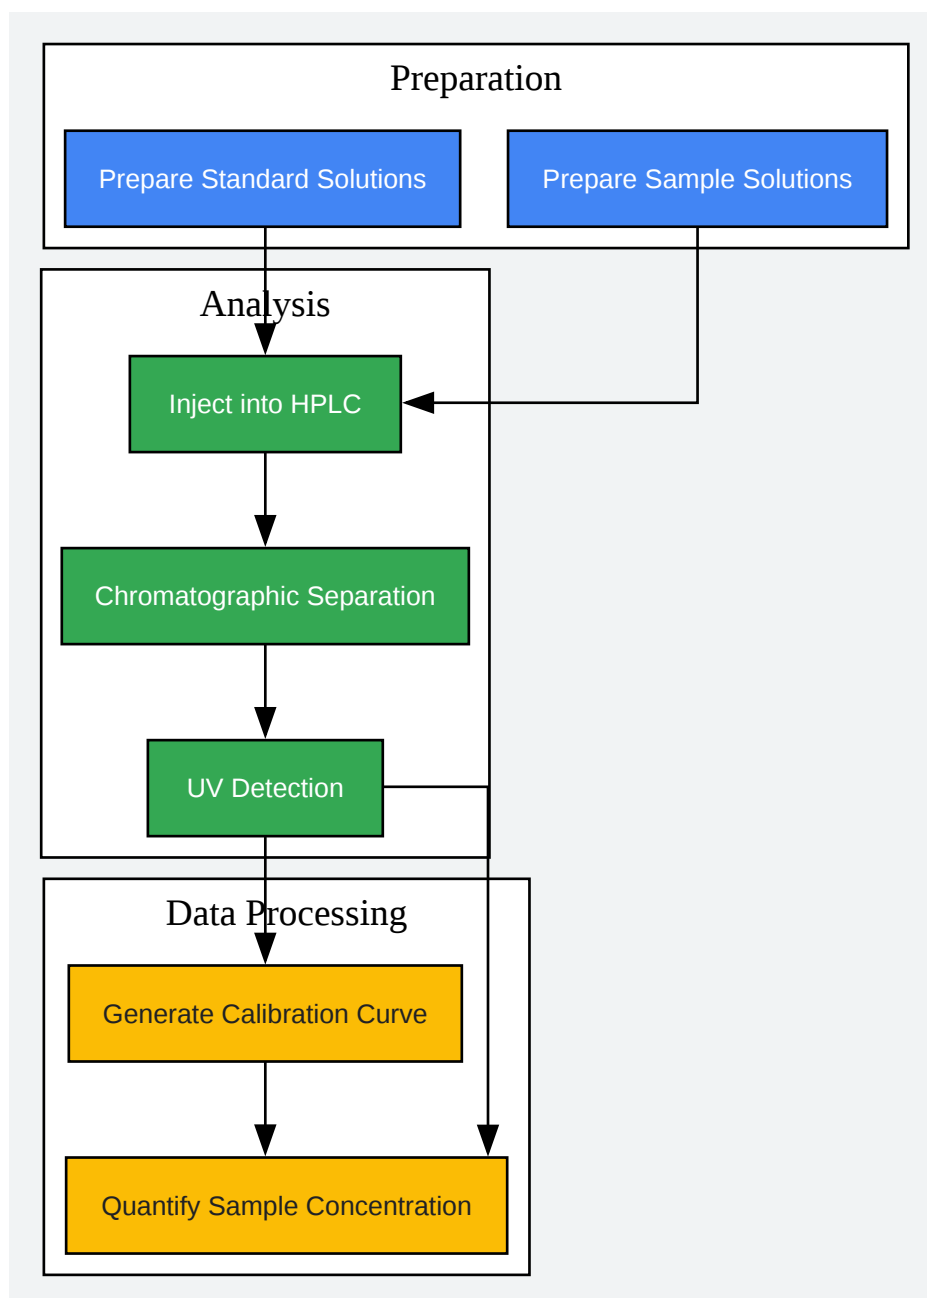 Preparation
Prepare Standard Solutions
Prepare Sample Solutions
Analysis
Inject into HPLC
Chromatographic Separation
UV Detection
Data Processing
Generate Calibration Curve
Quantify Sample Concentration